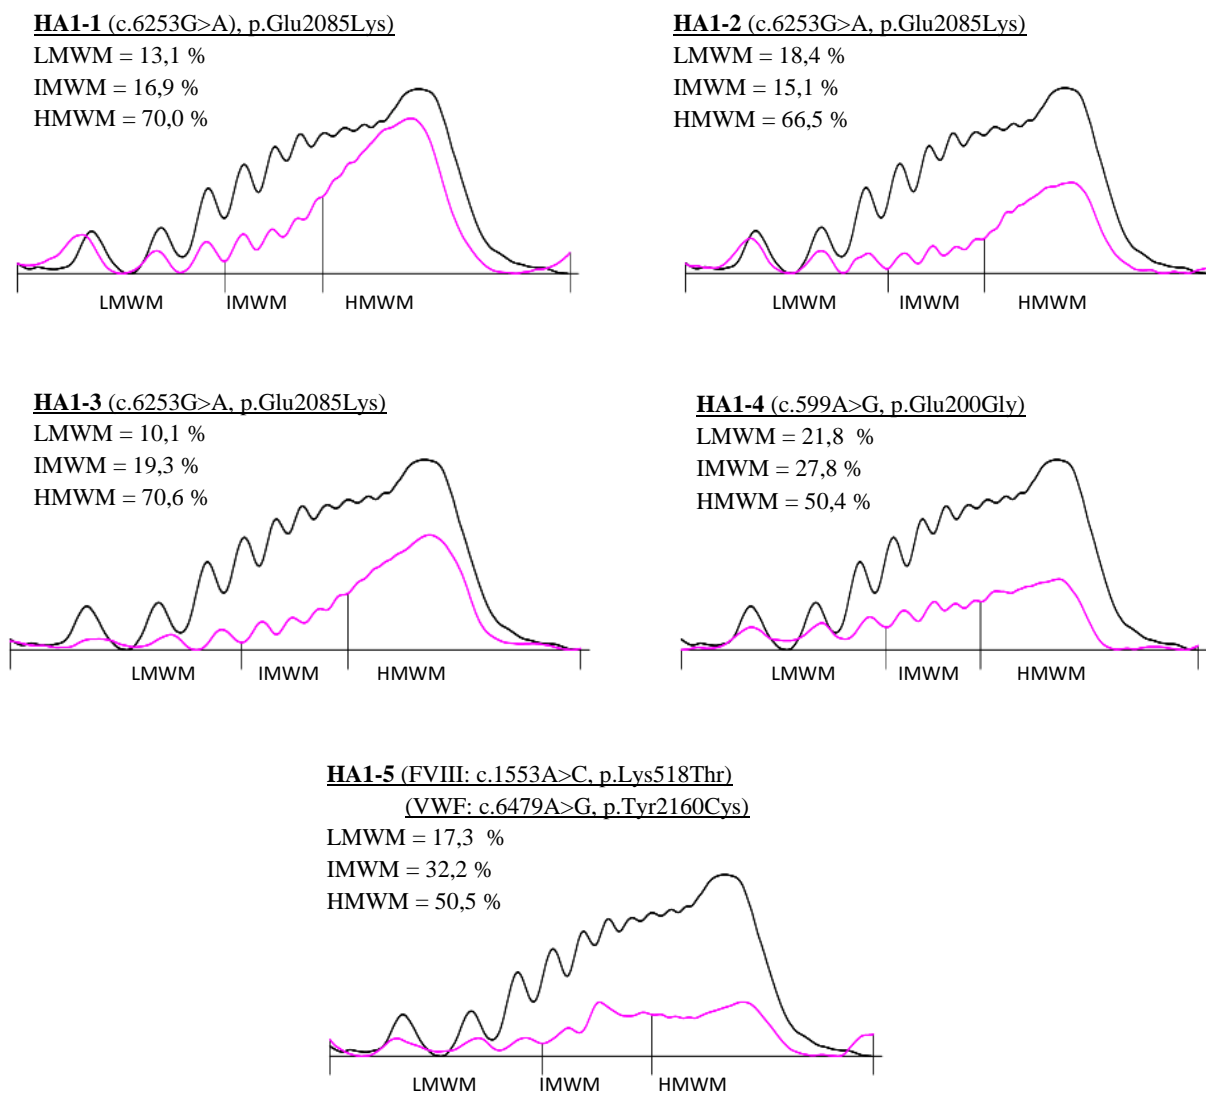 HA1-1 (c.6253G>A), p.Glu2085Lys)
LMWM = 13,1 %
IMWM = 16,9 %
HMWM = 70,0 %
LMWM IMWM HMWM
HA1-2 (c.6253G>A, p.Glu2085Lys)
LMWM = 18,4 %
IMWM = 15,1 %
HMWM = 66,5 %
LMWM IMWM HMWM
HA1-3 (c.6253G>A, p.Glu2085Lys)
LMWM = 10,1 %
IMWM = 19,3 %
HMWM = 70,6 %
LMWM IMWM HMWM
HA1-4 (c.599A>G, p.Glu200Gly)
LMWM = 21,8 %
IMWM = 27,8 %
HMWM = 50,4 %
LMWM IMWM HMWM
HA1-5 (FVIII: c.1553A>C, p.Lys518Thr)
(VWF: c.6479A>G, p.Tyr2160Cys)
LMWM = 17,3 %
IMWM = 32,2 %
HMWM = 50,5 %
LMWM IMWM HMWM